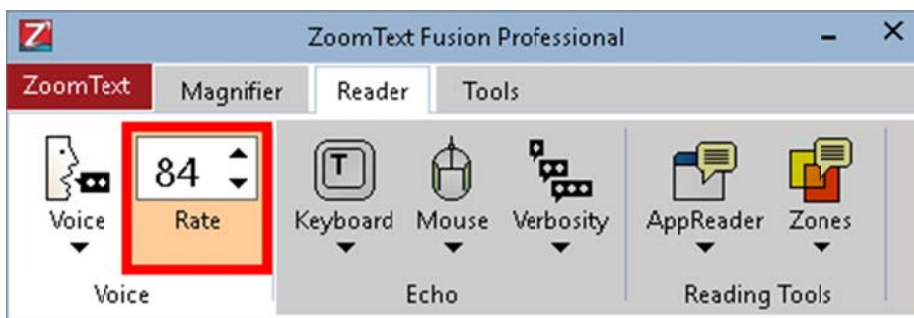 ZoomText Fusion Professional
ZoomText Magnifier Reader Tools
84
Voice Rate Keyboard Mouse Verbosity AppReader Zones
Voice Echo Reading Tools